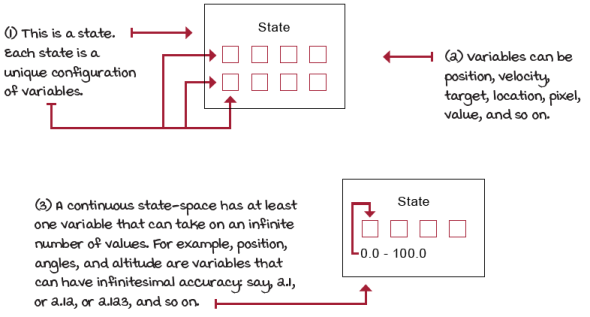 (1) This is a state.
Each state is a
unique configuration
of variables.
State
(2) Variables can be
position, velocity,
target, location, pixel,
value, and so on.
(3) A continuous state-space has at least
one variable that can take on an infinite
number of values. For example, position,
angles, and altitude are variables that
can have infinitesimal accuracy: say, 2.1,
or 2.12, or 2.123, and so on.
State
0.0 - 100.0